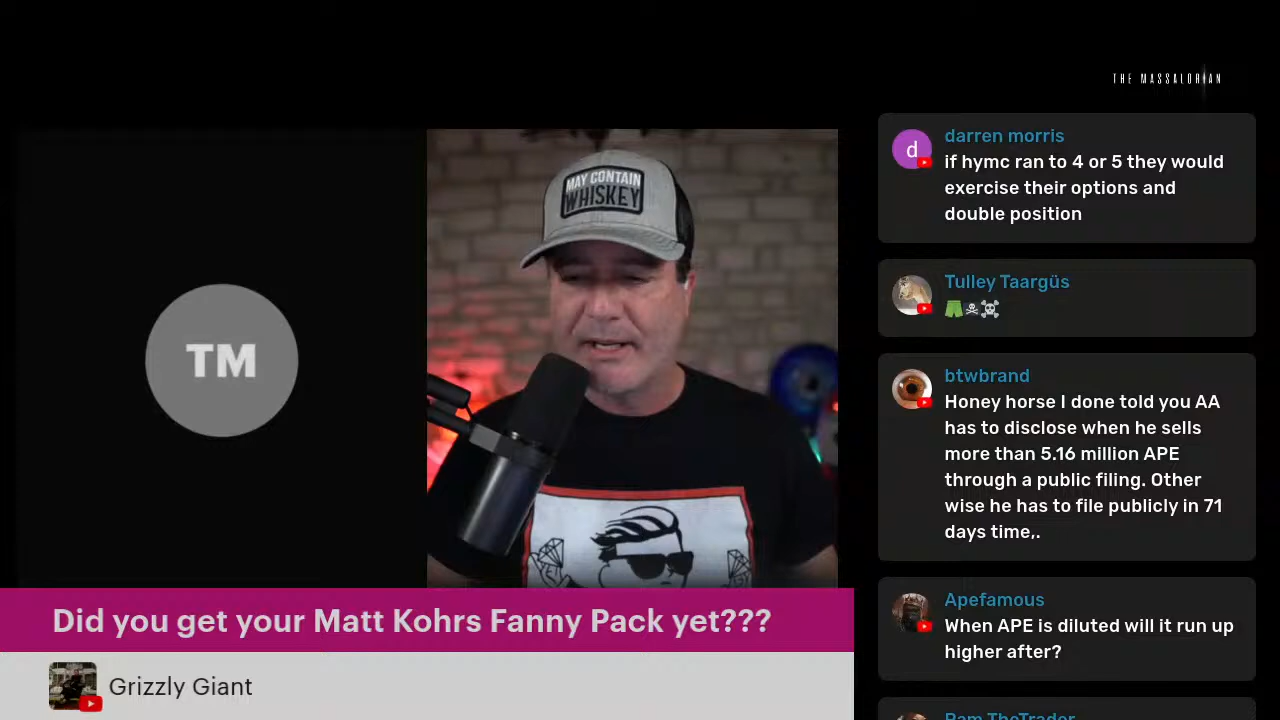 THE MASSALORIAN
TM
MAY CONTAIN
WHISKEY
Did you get your Matt Kohrs Fanny Pack yet???
Grizzly Giant
d
darren morris
if hymc ran to 4 or 5 they would
exercise their options and
double position
Tulley Taargüs
🩳☠️☠️
btwbrand
Honey horse I done told you AA
has to disclose when he sells
more than 5.16 million APE
through a public filing. Other
wise he has to file publicly in 71
days time,.
Apefamous
When APE is diluted will it run up
higher after?
Ram TheTrader